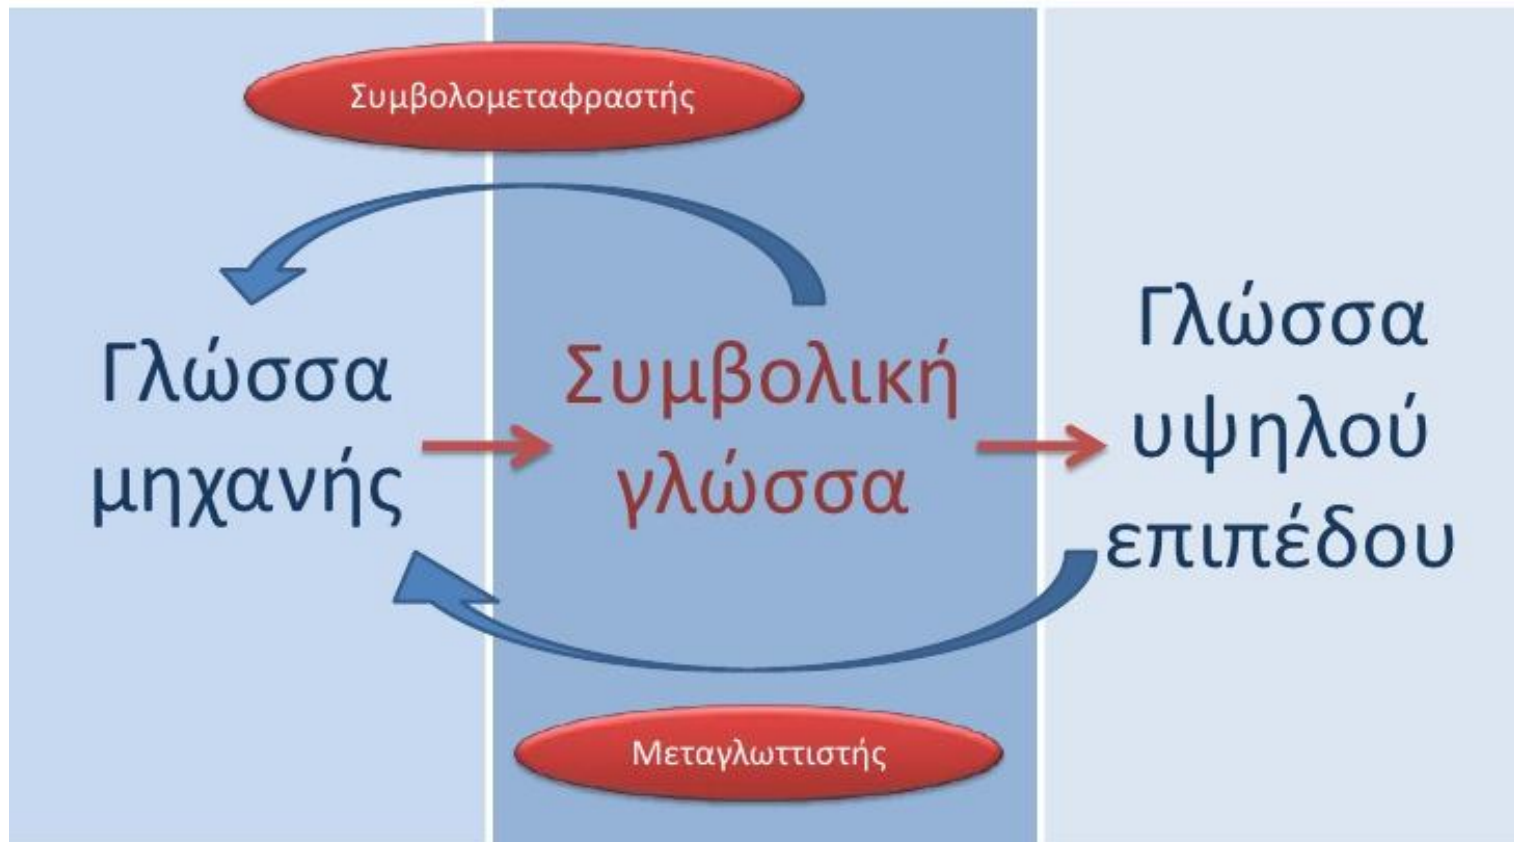 Συμβολομεταφραστής
Γλώσσα
μηχανής
Συμβολική
γλώσσα
Γλώσσα
υψηλού
επιπέδου
Μεταγλωττιστής